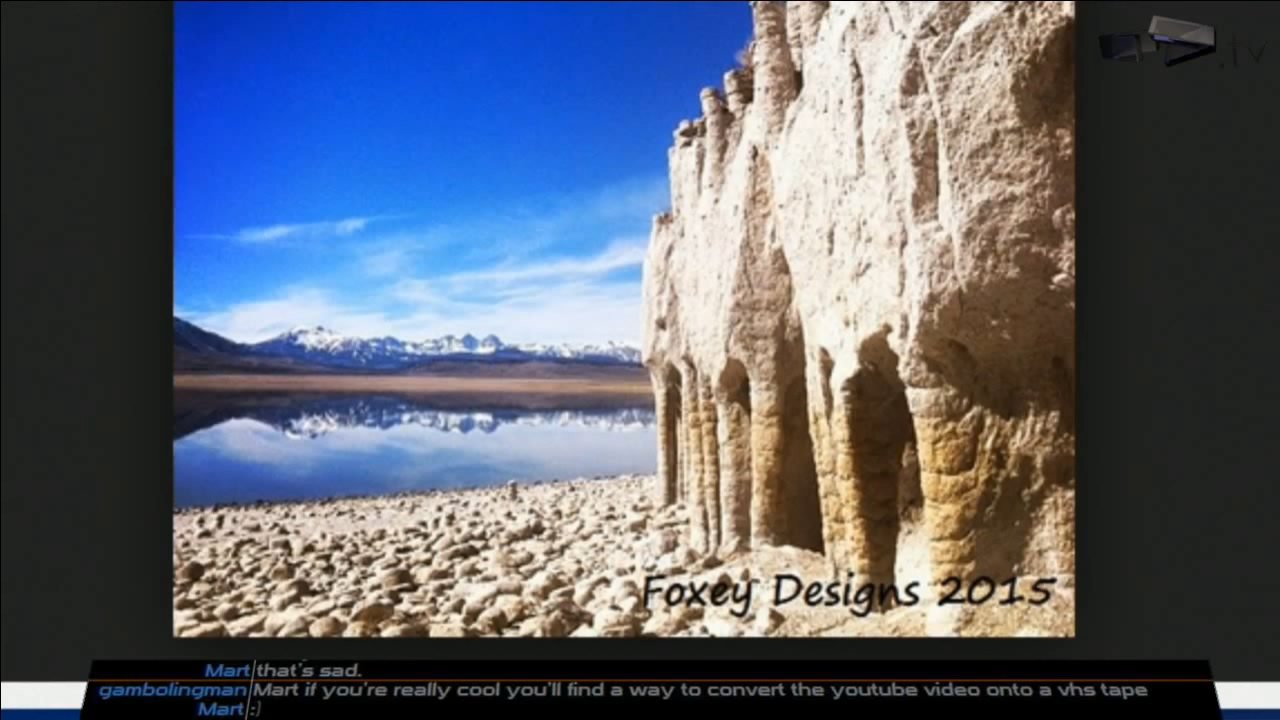 .tv
Foxey Designs 2015
Mart that's sad.
gambolingman Mart if you're really cool you'll find a way to convert the youtube video onto a vhs tape
Mart :)